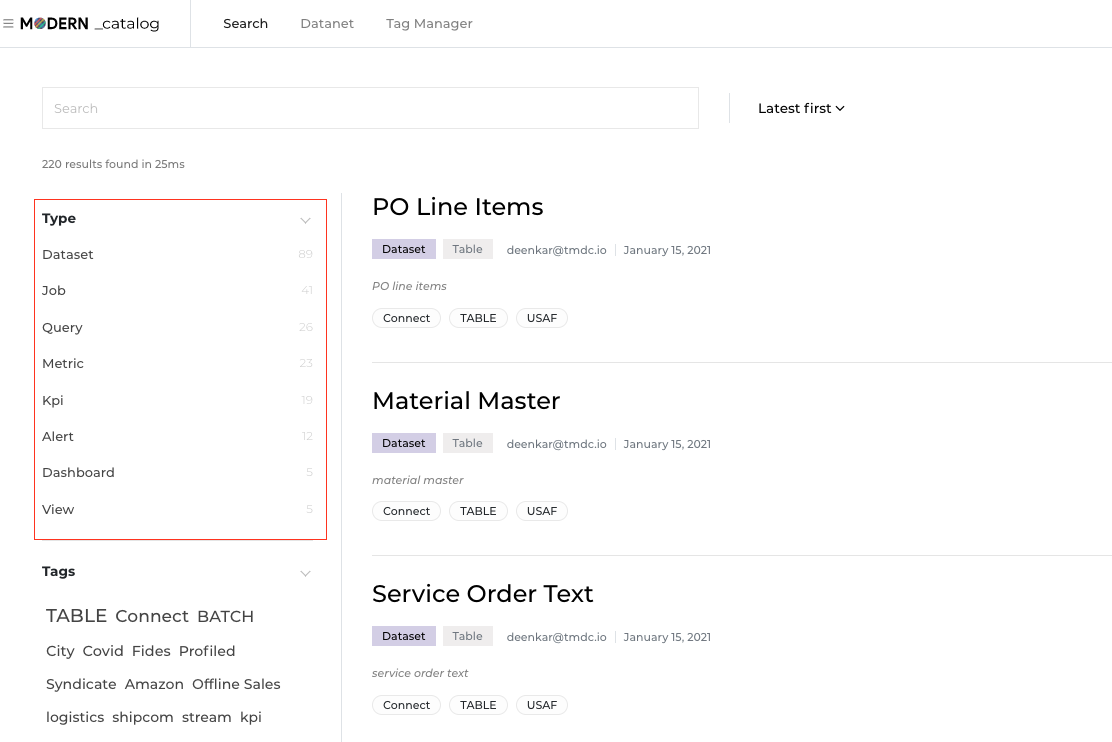 MODERN _catalog Search Datanet Tag Manager
Search
Latest first
220 results found in 25ms
Type
Dataset 89
Job 41
Query 26
Metric 23
Kpi 19
Alert 12
Dashboard 5
View 5
Tags
TABLE Connect BATCH
City Covid Fides Profiled
Syndicate Amazon Offline Sales
logistics shipcom stream kpi
PO Line Items
Dataset Table deenkar@tmdc.io January 15, 2021
PO line items
Connect TABLE USAF
Material Master
Dataset Table deenkar@tmdc.io January 15, 2021
material master
Connect TABLE USAF
Service Order Text
Dataset Table deenkar@tmdc.io January 15, 2021
service order text
Connect TABLE USAF